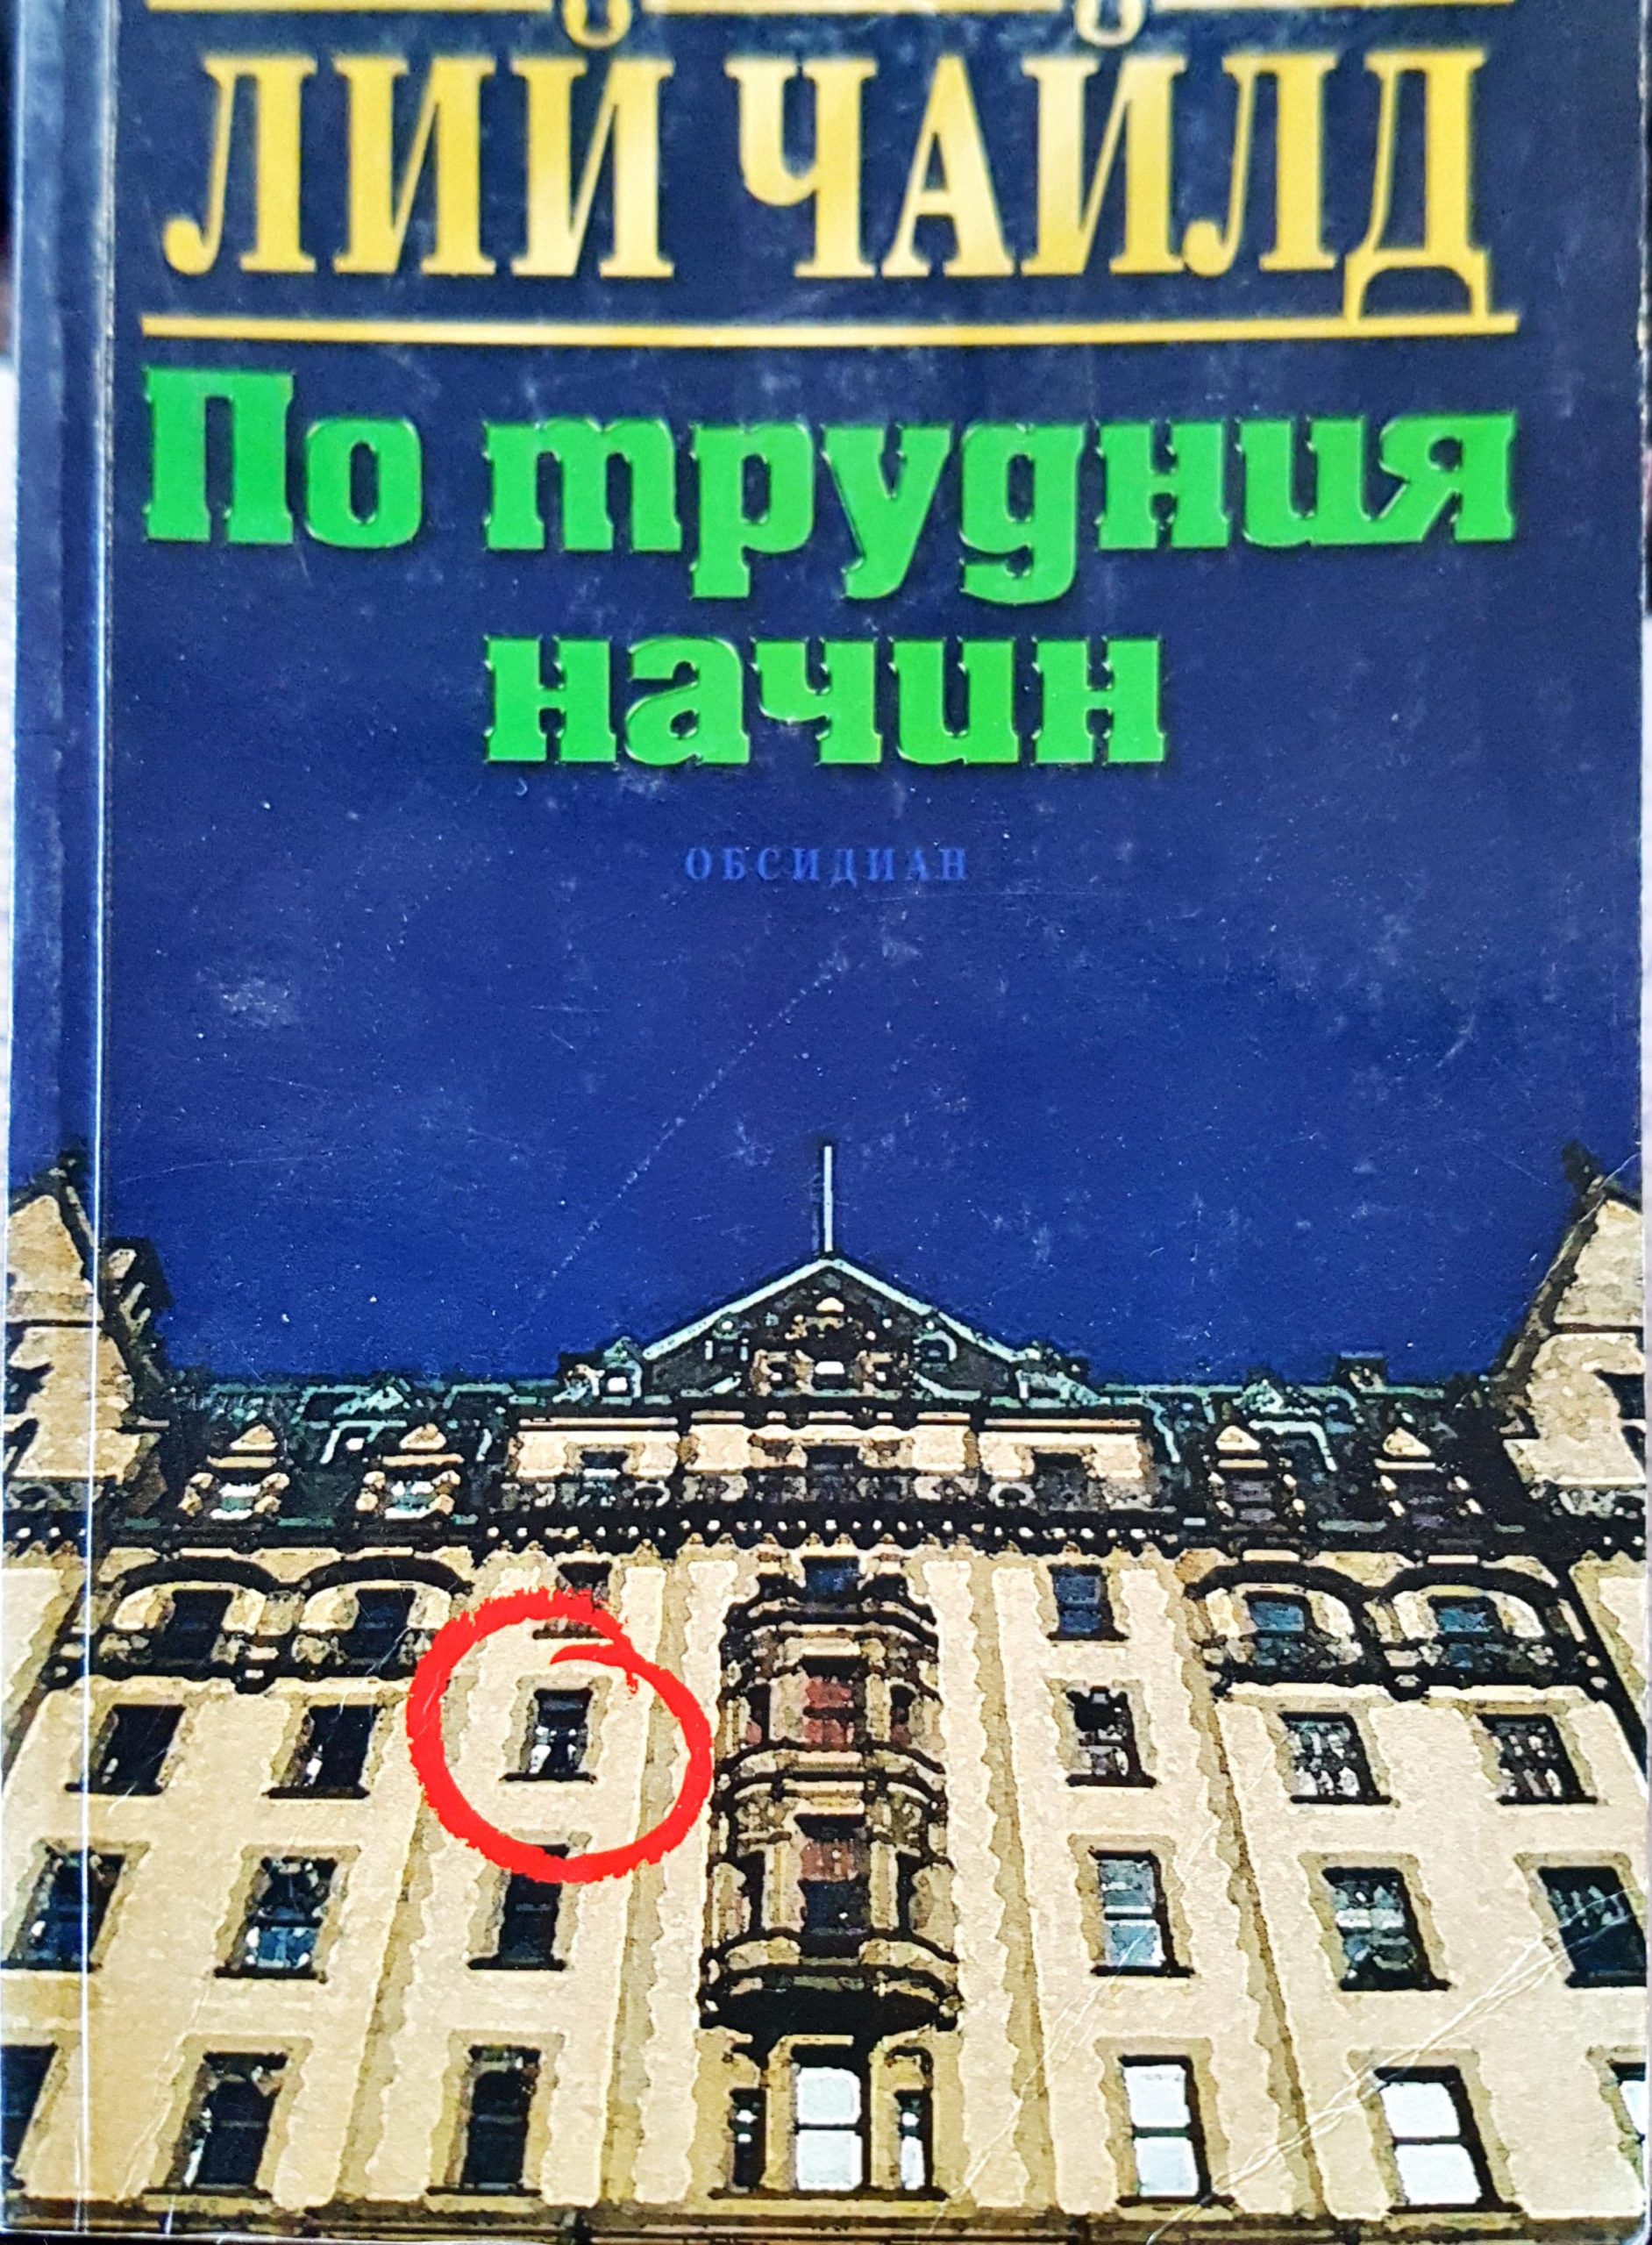 ЛИЙ ЧАЙЛД
По трудния
начин
ОБСИДИАН